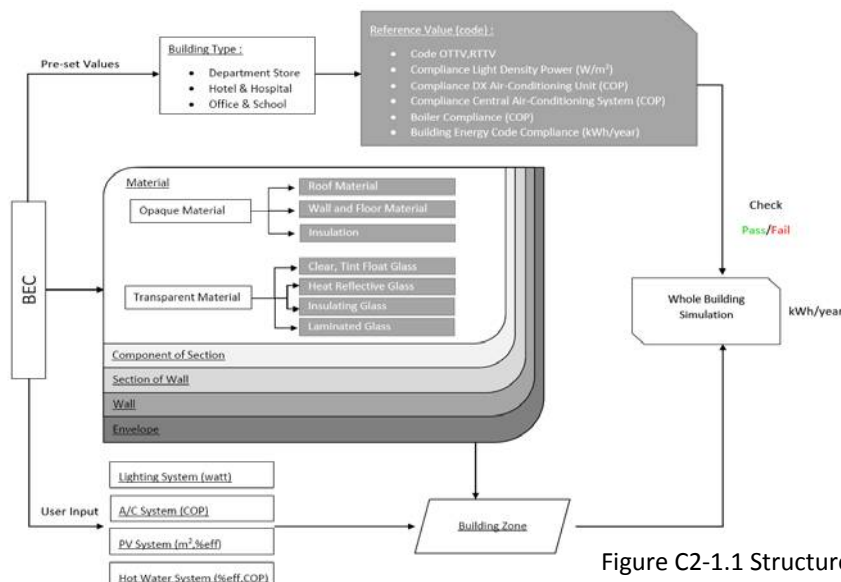 Pre-set Values
Building Type :
• Department Store
• Hotel & Hospital
• Office & School
Reference Value (code) :
• Code OTTV,RTTV
• Compliance Light Density Power (W/m²)
• Compliance DX Air-Conditioning Unit (COP)
• Compliance Central Air-Conditioning System (COP)
• Boiler Compliance (COP)
• Building Energy Code Compliance (kWh/year)
BEC
Material
Opaque Material
Roof Material
Wall and Floor Material
Insulation
Transparent Material
Clear, Tint Float Glass
Heat Reflective Glass
Insulating Glass
Laminated Glass
Component of Section
Section of Wall
Wall
Envelope
Check
Pass/Fail
Whole Building
Simulation
kWh/year
User Input
Lighting System (watt)
A/C System (COP)
PV System (m²,%eff)
Hot Water System (%eff,COP)
Building Zone
Figure C2-1.1 Structure